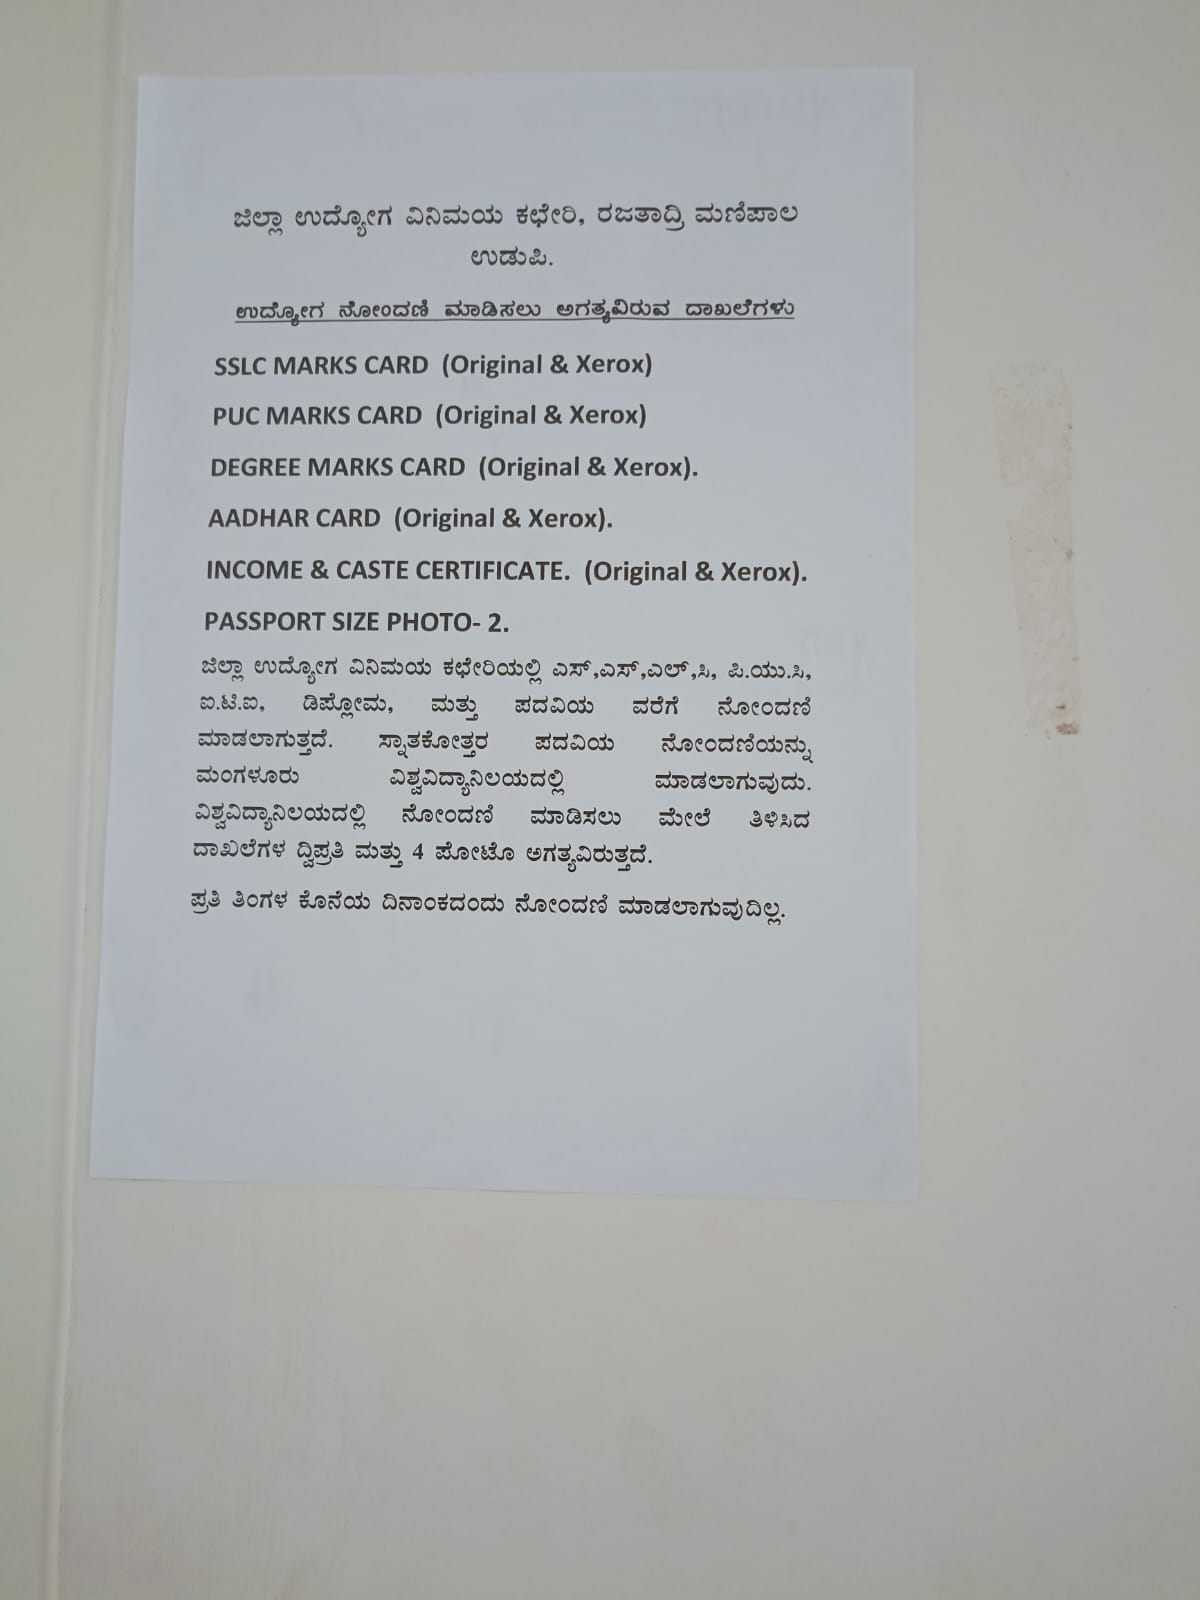 ಜಿಲ್ಲಾ ಉದ್ಯೋಗ ವಿನಿಮಯ ಕಛೇರಿ, ರಜತಾದ್ರಿ ಮಣಿಪಾಲ
ಉಡುಪಿ.
ಉದ್ಯೋಗ ನೋಂದಣಿ ಮಾಡಿಸಲು ಅಗತ್ಯವಿರುವ ದಾಖಲೆಗಳು
SSLC MARKS CARD (Original & Xerox)
PUC MARKS CARD (Original & Xerox)
DEGREE MARKS CARD (Original & Xerox).
AADHAR CARD (Original & Xerox).
INCOME & CASTE CERTIFICATE. (Original & Xerox).
PASSPORT SIZE PHOTO- 2.
ಜಿಲ್ಲಾ ಉದ್ಯೋಗ ವಿನಿಮಯ ಕಛೇರಿಯಲ್ಲಿ ಎಸ್,ಎಸ್,ಎಲ್,ಸಿ, ಪಿ.ಯು.ಸಿ,
ಐ.ಟಿ.ಐ, ಡಿಪ್ಲೋಮ, ಮತ್ತು ಪದವಿಯ ವರೆಗೆ ನೋಂದಣಿ
ಮಾಡಲಾಗುತ್ತದೆ. ಸ್ನಾತಕೋತ್ತರ ಪದವಿಯ ನೋಂದಣಿಯನ್ನು
ಮಂಗಳೂರು ವಿಶ್ವವಿದ್ಯಾನಿಲಯದಲ್ಲಿ ಮಾಡಲಾಗುವುದು.
ವಿಶ್ವವಿದ್ಯಾನಿಲಯದಲ್ಲಿ ನೋಂದಣಿ ಮಾಡಿಸಲು ಮೇಲೆ ತಿಳಿಸಿದ
ದಾಖಲೆಗಳ ದ್ವಿಪ್ರತಿ ಮತ್ತು 4 ಪೋಟೊ ಅಗತ್ಯವಿರುತ್ತದೆ.
ಪ್ರತಿ ತಿಂಗಳ ಕೊನೆಯ ದಿನಾಂಕದಂದು ನೋಂದಣಿ ಮಾಡಲಾಗುವುದಿಲ್ಲ.